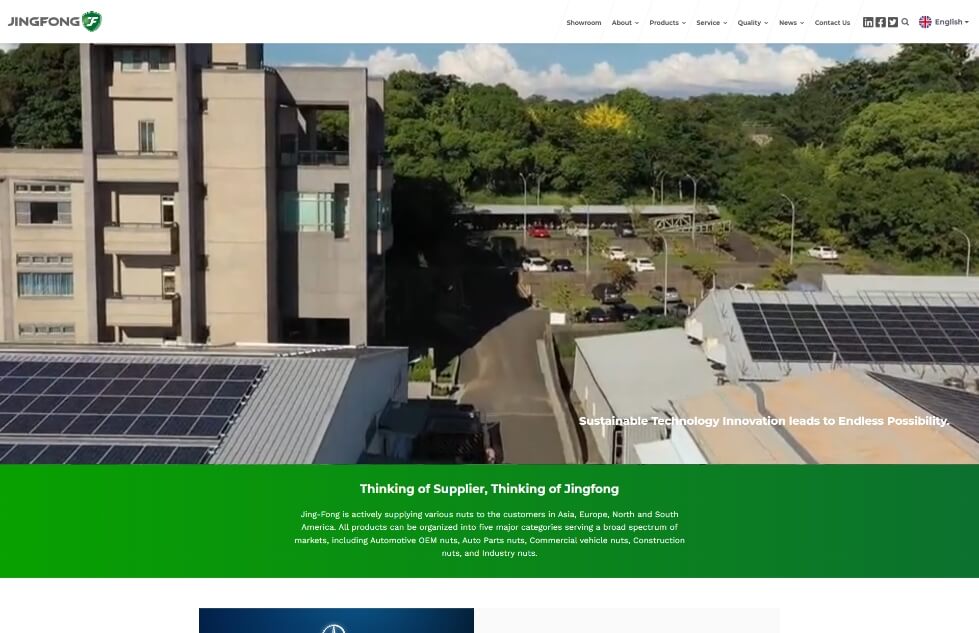 JINGFONG
Showroom About Products Service Quality News Contact Us English
Sustainable Technology Innovation leads to Endless Possibility.
Thinking of Supplier, Thinking of Jingfong
Jing-Fong is actively supplying various nuts to the customers in Asia, Europe, North and South
America. All products can be organized into five major categories serving a broad spectrum of
markets, including Automotive OEM nuts, Auto Parts nuts, Commercial vehicle nuts, Construction
nuts, and Industry nuts.